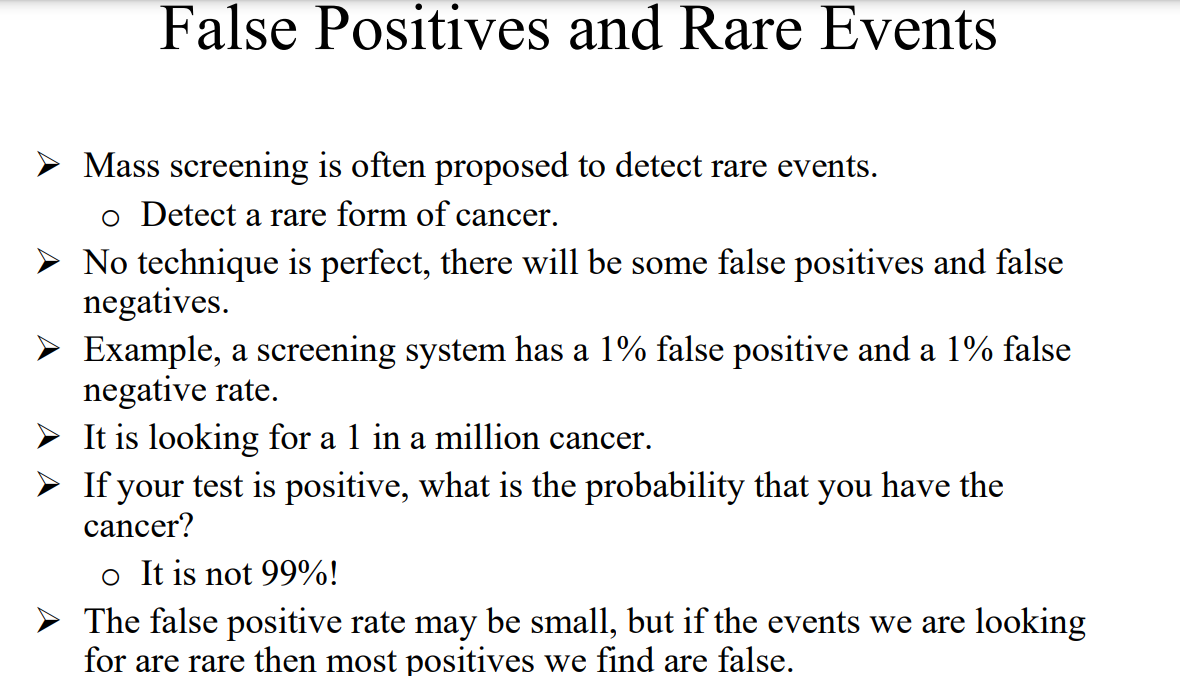 False Positives and Rare Events
➢ Mass screening is often proposed to detect rare events.
o Detect a rare form of cancer.
➢ No technique is perfect, there will be some false positives and false
negatives.
➢ Example, a screening system has a 1% false positive and a 1% false
negative rate.
➢ It is looking for a 1 in a million cancer.
➢ If your test is positive, what is the probability that you have the
cancer?
o It is not 99%!
➢ The false positive rate may be small, but if the events we are looking
for are rare then most positives we find are false.